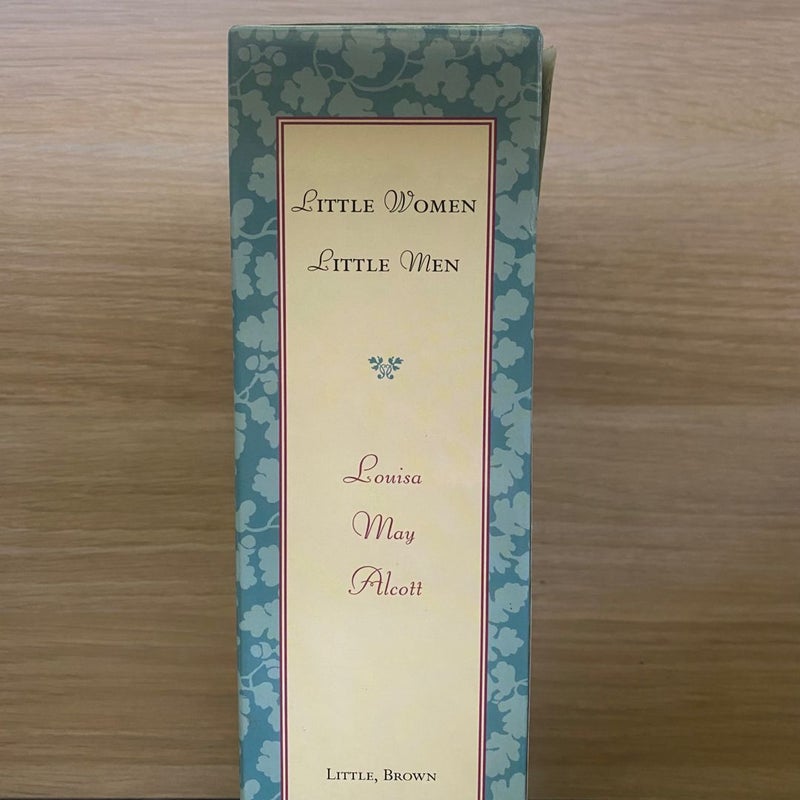 LITTLE WOMEN
LITTLE MEN
Louisa
May
Alcott
LITTLE, BROWN